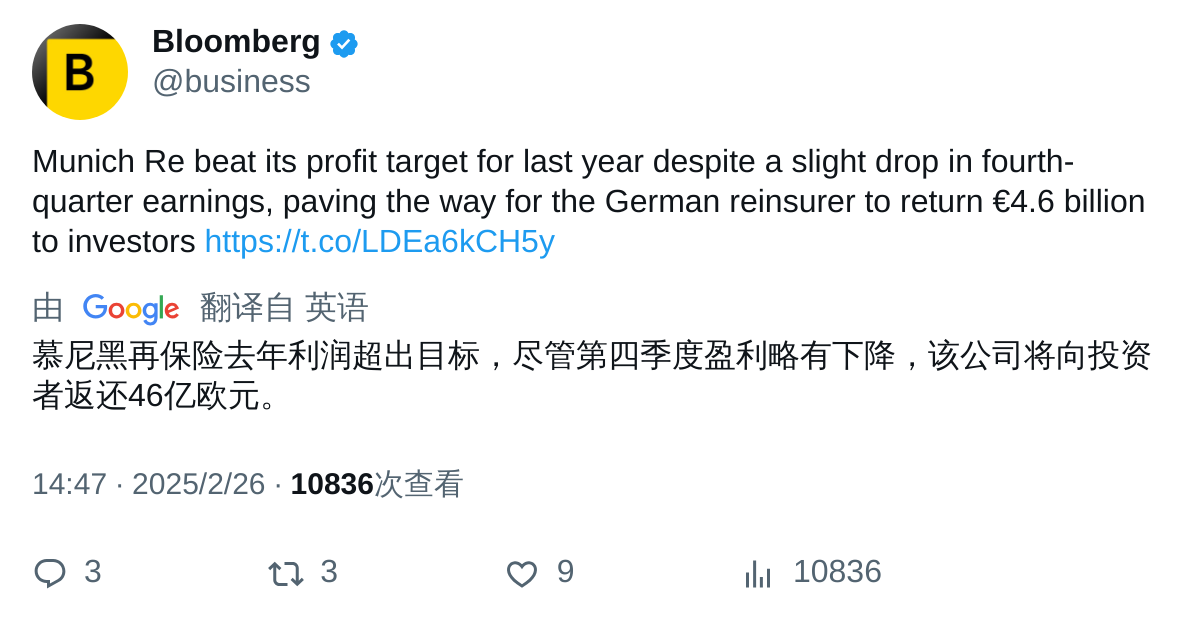 B
Bloomberg
@business
Munich Re beat its profit target for last year despite a slight drop in fourth-
quarter earnings, paving the way for the German reinsurer to return €4.6 billion
to investors https://t.co/LDEa6kCH5y
由 Google 翻译自 英语
慕尼黑再保险去年利润超出目标，尽管第四季度盈利略有下降，该公司将向投资
者返还46亿欧元。
14:47 · 2025/2/26 · 10836次查看
3 3 9 10836